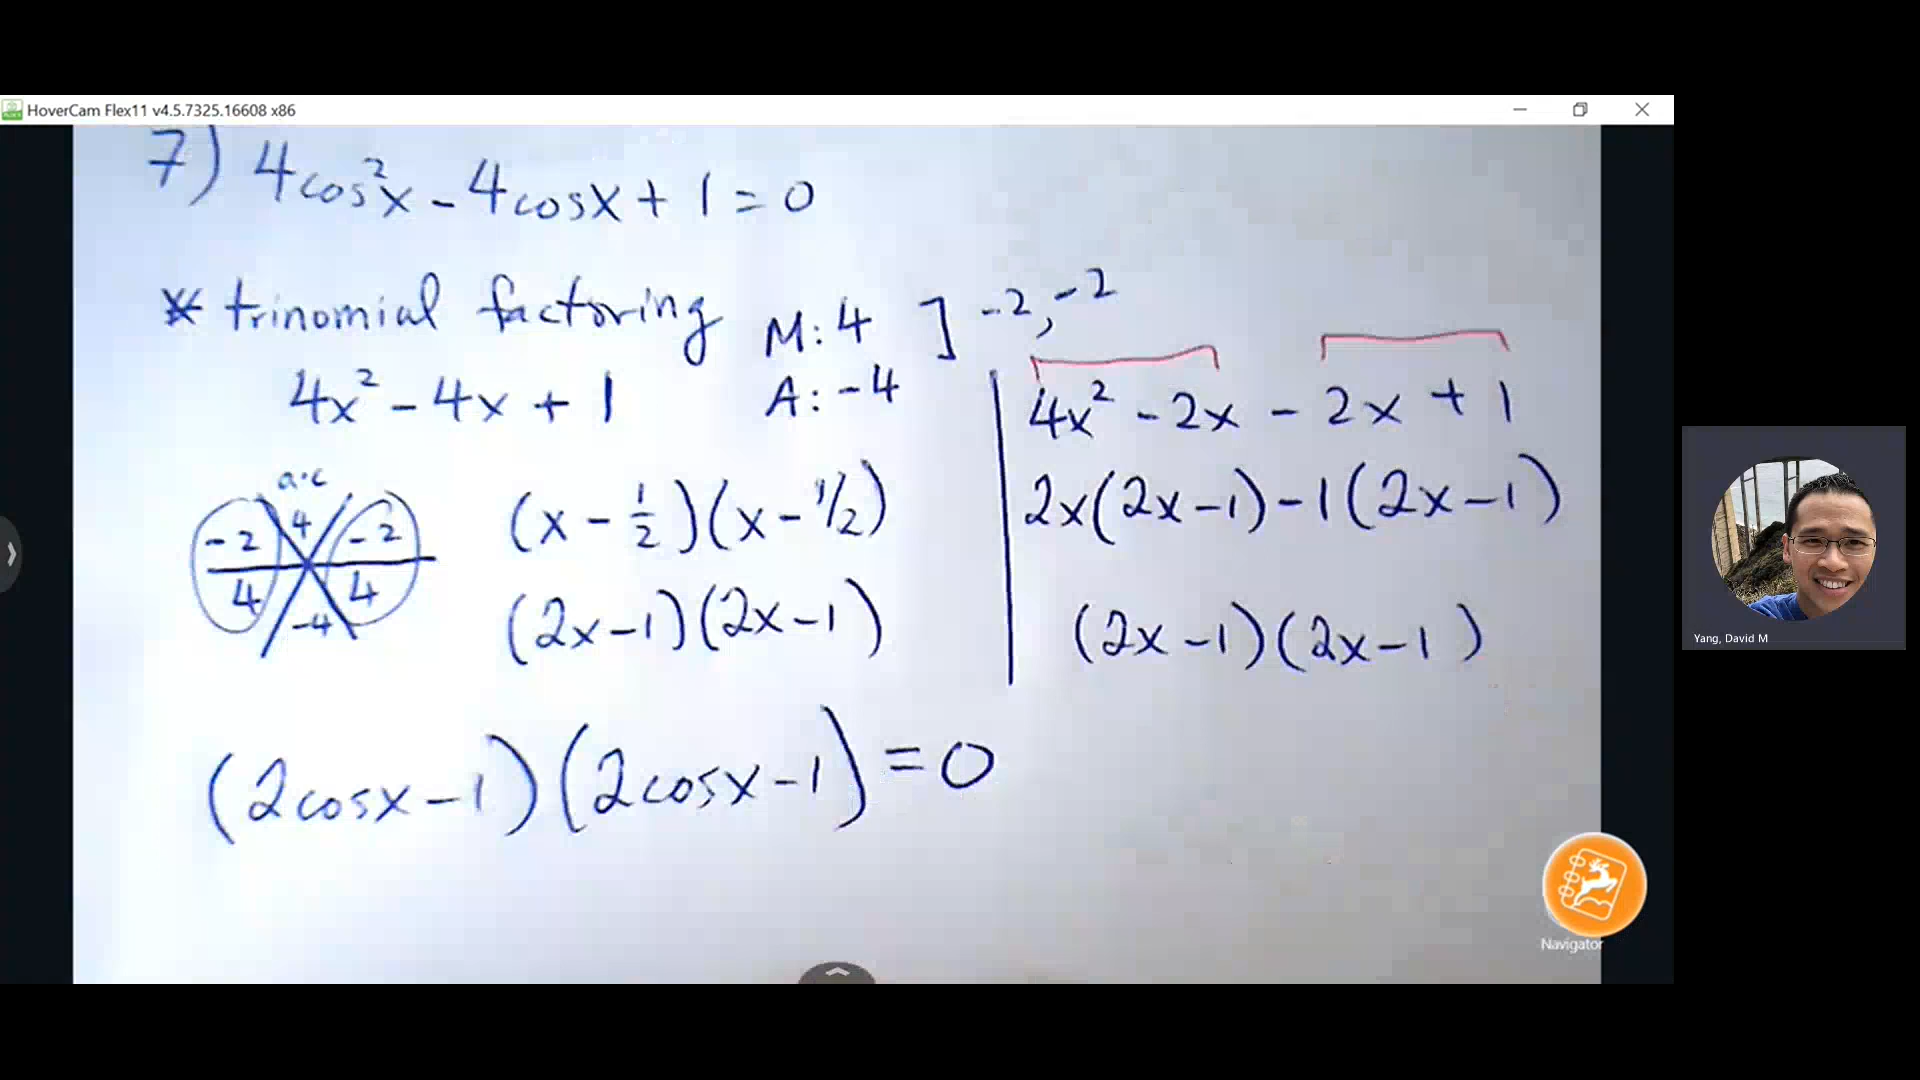 HoverCam Flex11 v4.5.7325.16608 x86
7) 4cos²x - 4cosx + 1 = 0
* trinomial factoring M: 4 ] -2, -2
4x² - 4x + 1 A: -4
a·c
-2 4 -2
4 -4 4
(x - 1/2)(x - 1/2)
(2x-1)(2x-1)
4x² - 2x - 2x + 1
2x(2x-1)-1(2x-1)
(2x-1)(2x-1)
(2cosx-1)(2cosx-1)=0
Yang, David M
Navigator